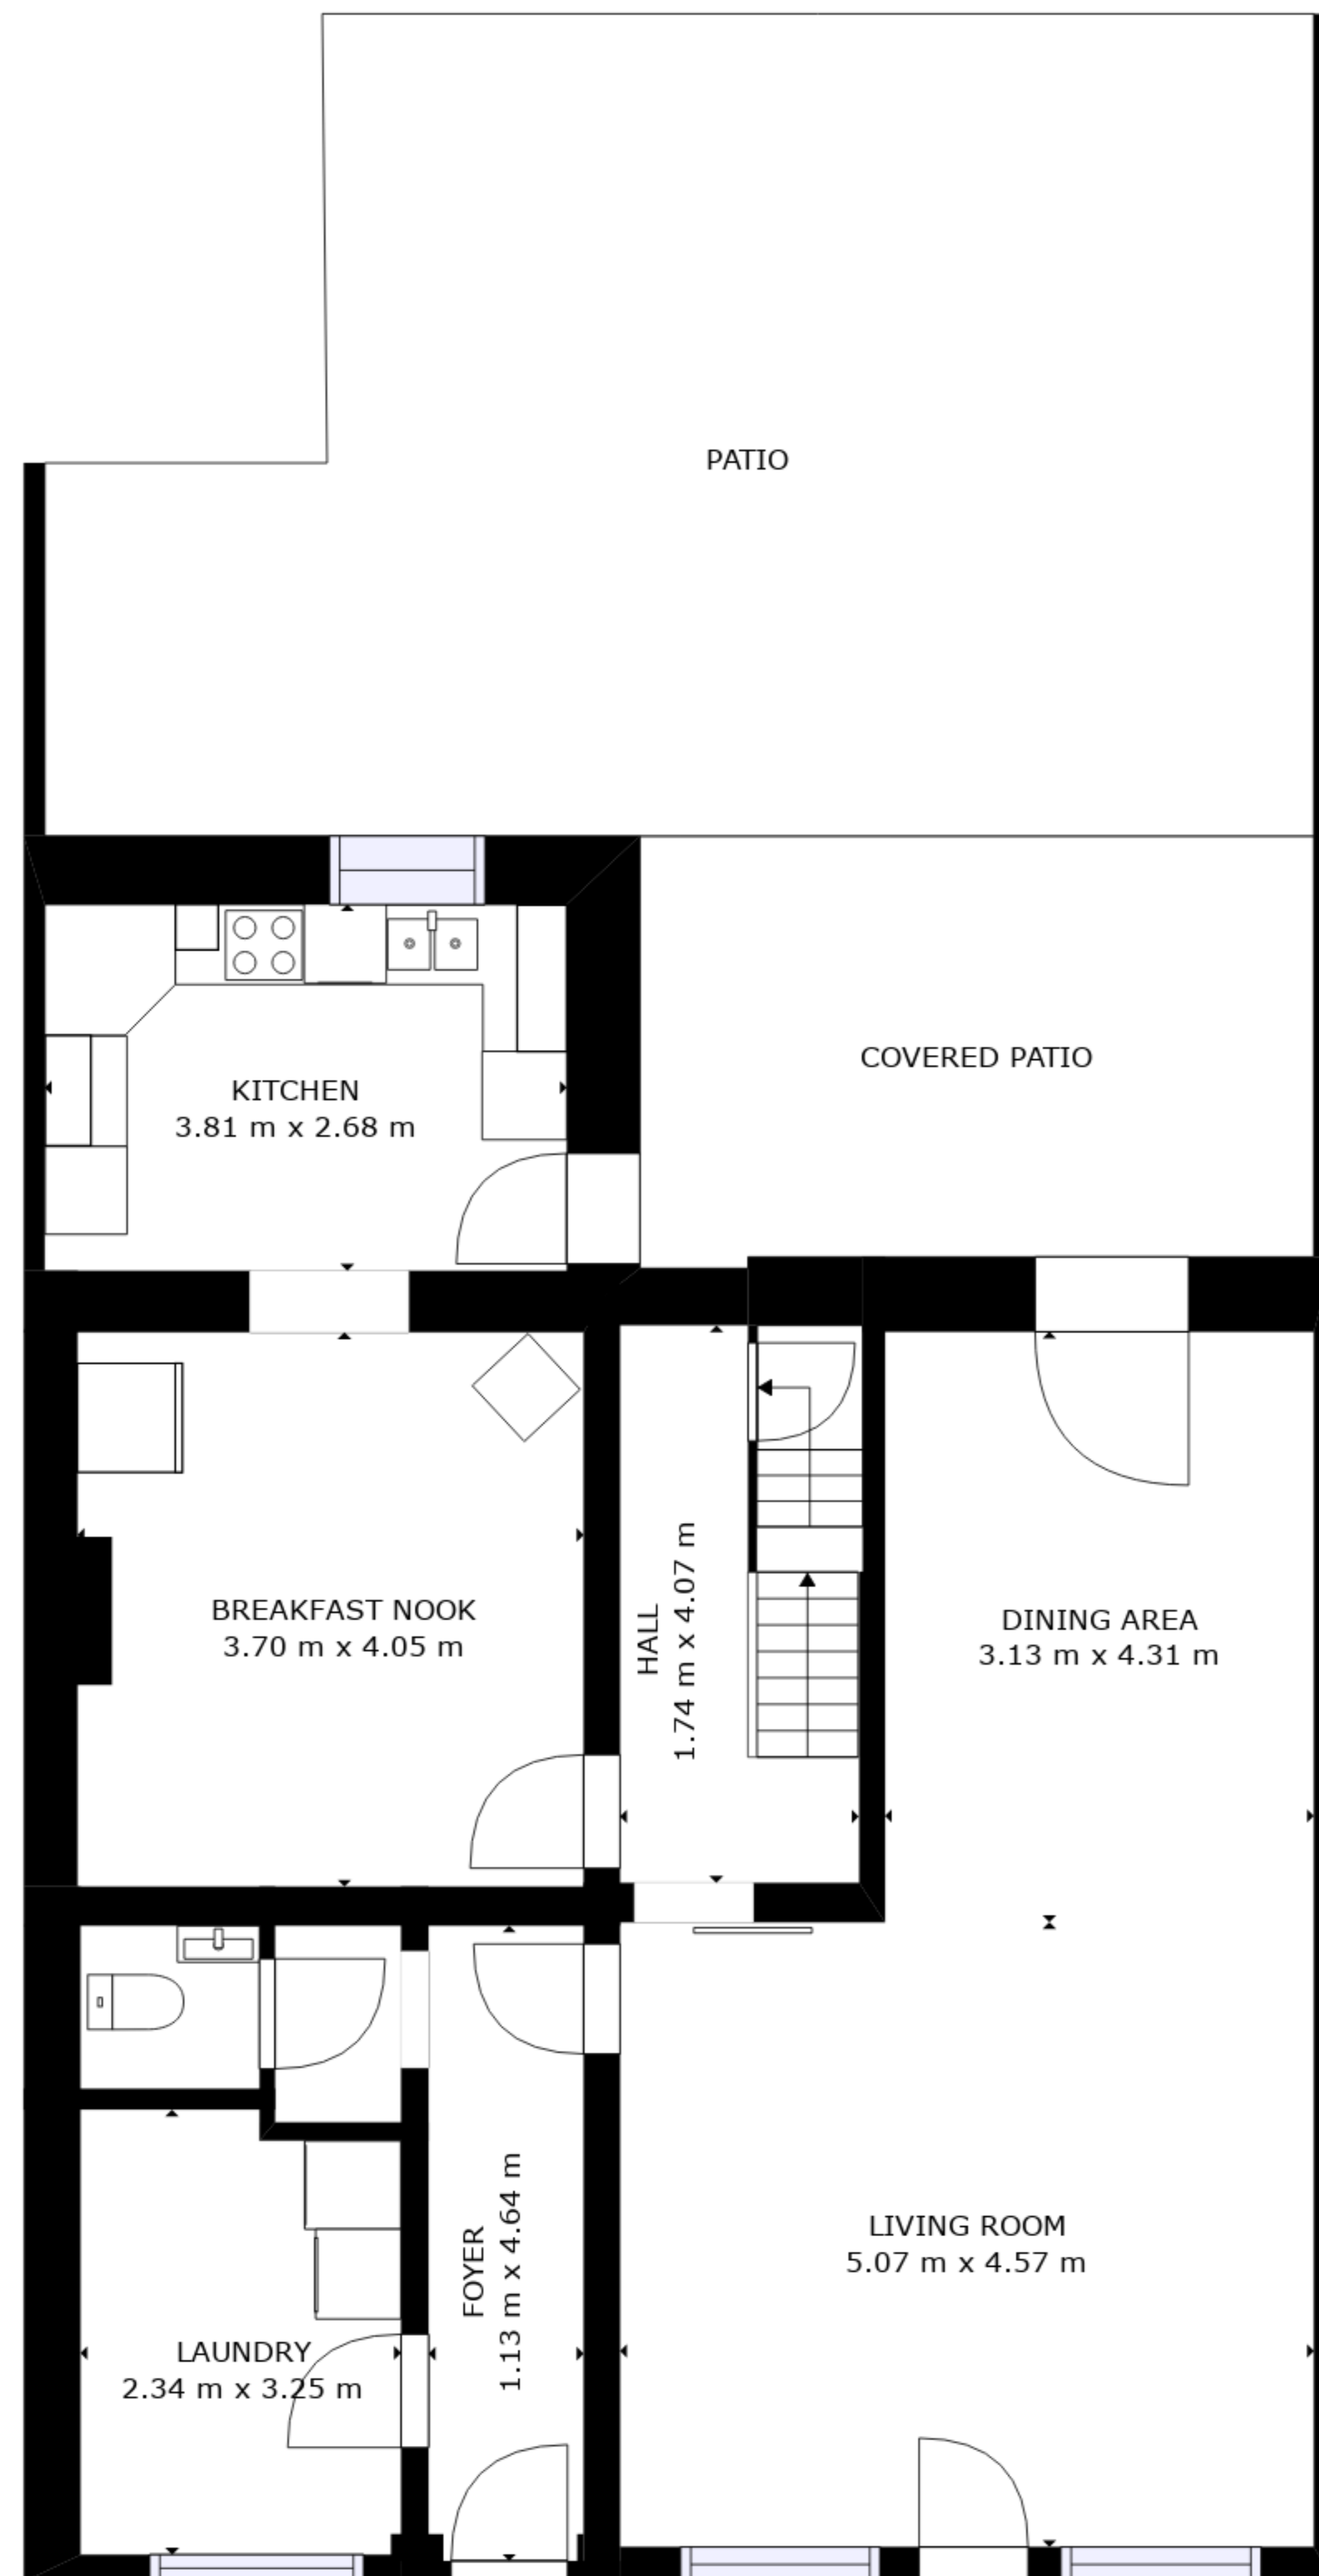 PATIO
COVERED PATIO
KITCHEN
3.81 m x 2.68 m
BREAKFAST NOOK
3.70 m x 4.05 m
HALL
1.74 m x 4.07 m
DINING AREA
3.13 m x 4.31 m
LIVING ROOM
5.07 m x 4.57 m
FOYER
1.13 m x 4.64 m
LAUNDRY
2.34 m x 3.25 m